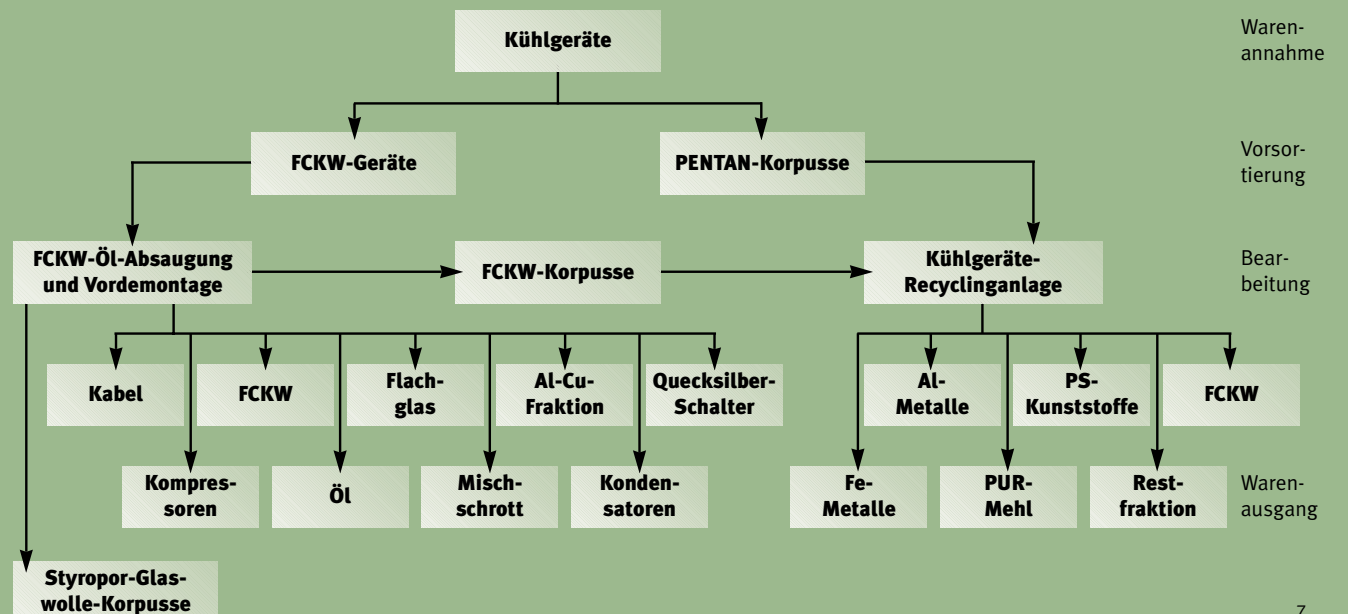 Kühlgeräte
Waren-
annahme
FCKW-Geräte
PENTAN-Korpusse
Vorsor-
tierung
FCKW-Öl-Absaugung
und Vordemontage
FCKW-Korpusse
Kühlgeräte-
Recyclinganlage
Bear-
beitung
Kabel
FCKW
Flach-
glas
Al-Cu-
Fraktion
Quecksilber-
Schalter
Al-
Metalle
PS-
Kunststoffe
FCKW
Kompres-
soren
Öl
Misch-
schrott
Konden-
satoren
Fe-
Metalle
PUR-
Mehl
Rest-
fraktion
Waren-
ausgang
Styropor-Glas-
wolle-Korpusse
7